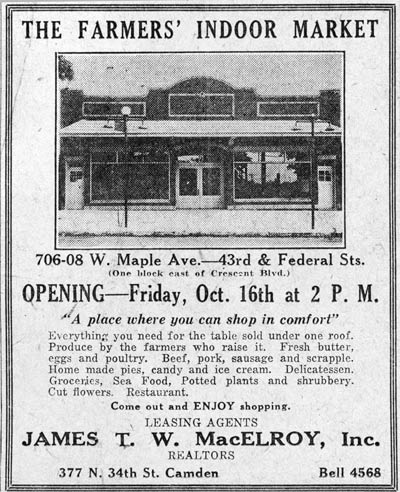 THE FARMERS' INDOOR MARKET
706-08 W. Maple Ave.—43rd & Federal Sts.
(One block east of Crescent Blvd.)
OPENING—Friday, Oct. 16th at 2 P. M.
"A place where you can shop in comfort"
Everything you need for the table sold under one roof.
Produce by the farmers who raise it. Fresh butter,
eggs and poultry. Beef, pork, sausage and scrapple.
Home made pies, candy and ice cream. Delicatessen.
Groceries, Sea Food, Potted plants and shrubbery.
Cut flowers. Restaurant.
Come out and ENJOY shopping.
LEASING AGENTS
JAMES T. W. MacELROY, Inc.
REALTORS
377 N. 34th St. Camden Bell 4568